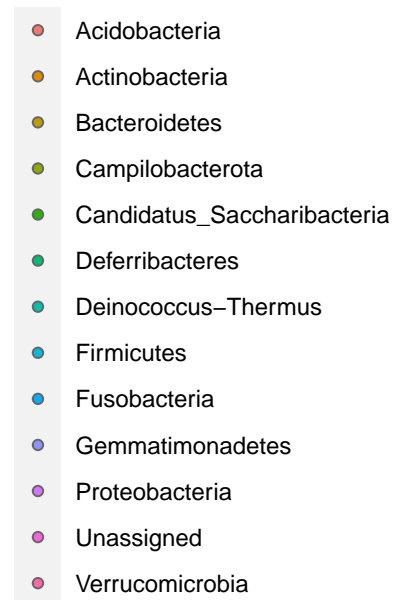 Acidobacteria
Actinobacteria
Bacteroidetes
Campilobacterota
Candidatus_Saccharibacteria
Deferribacteres
Deinococcus−Thermus
Firmicutes
Fusobacteria
Gemmatimonadetes
Proteobacteria
Unassigned
Verrucomicrobia